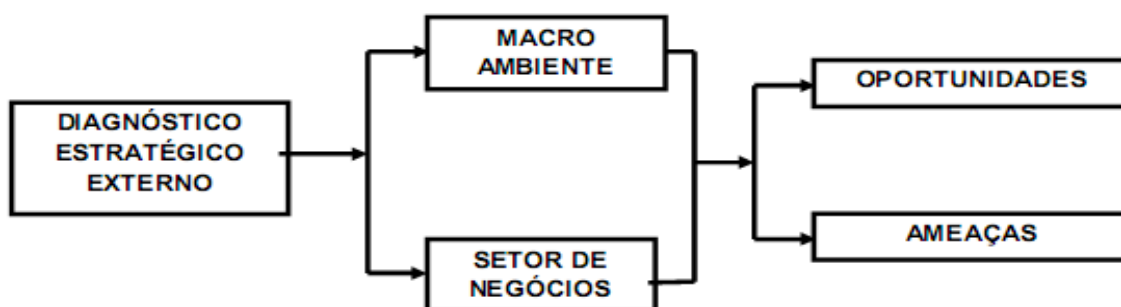 DIAGNÓSTICO
ESTRATÉGICO
EXTERNO
MACRO
AMBIENTE
SETOR DE
NEGÓCIOS
OPORTUNIDADES
AMEAÇAS